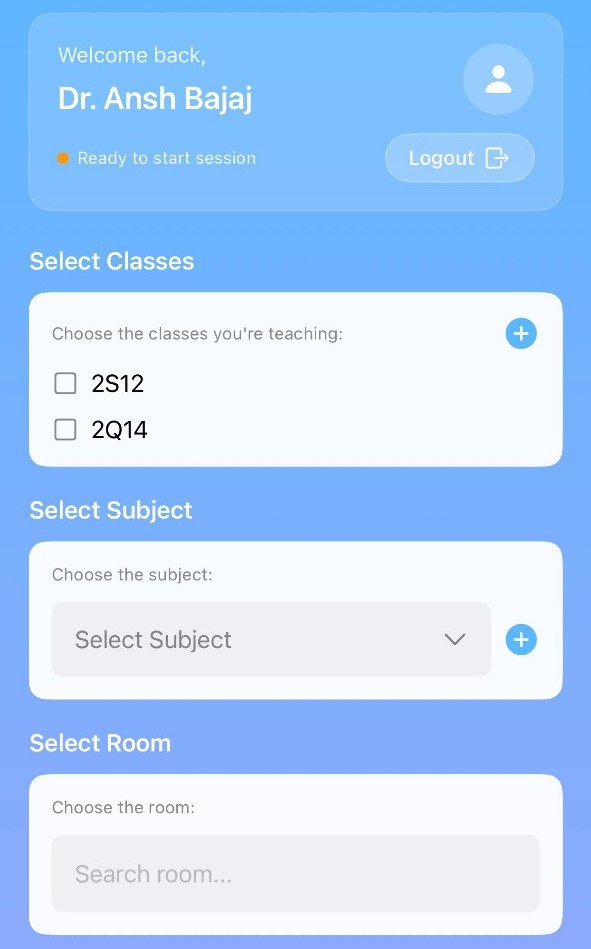 Welcome back,
Dr. Ansh Bajaj
Ready to start session
Logout
Select Classes
Choose the classes you're teaching:
2S12
2Q14
Select Subject
Choose the subject:
Select Subject
Select Room
Choose the room:
Search room...